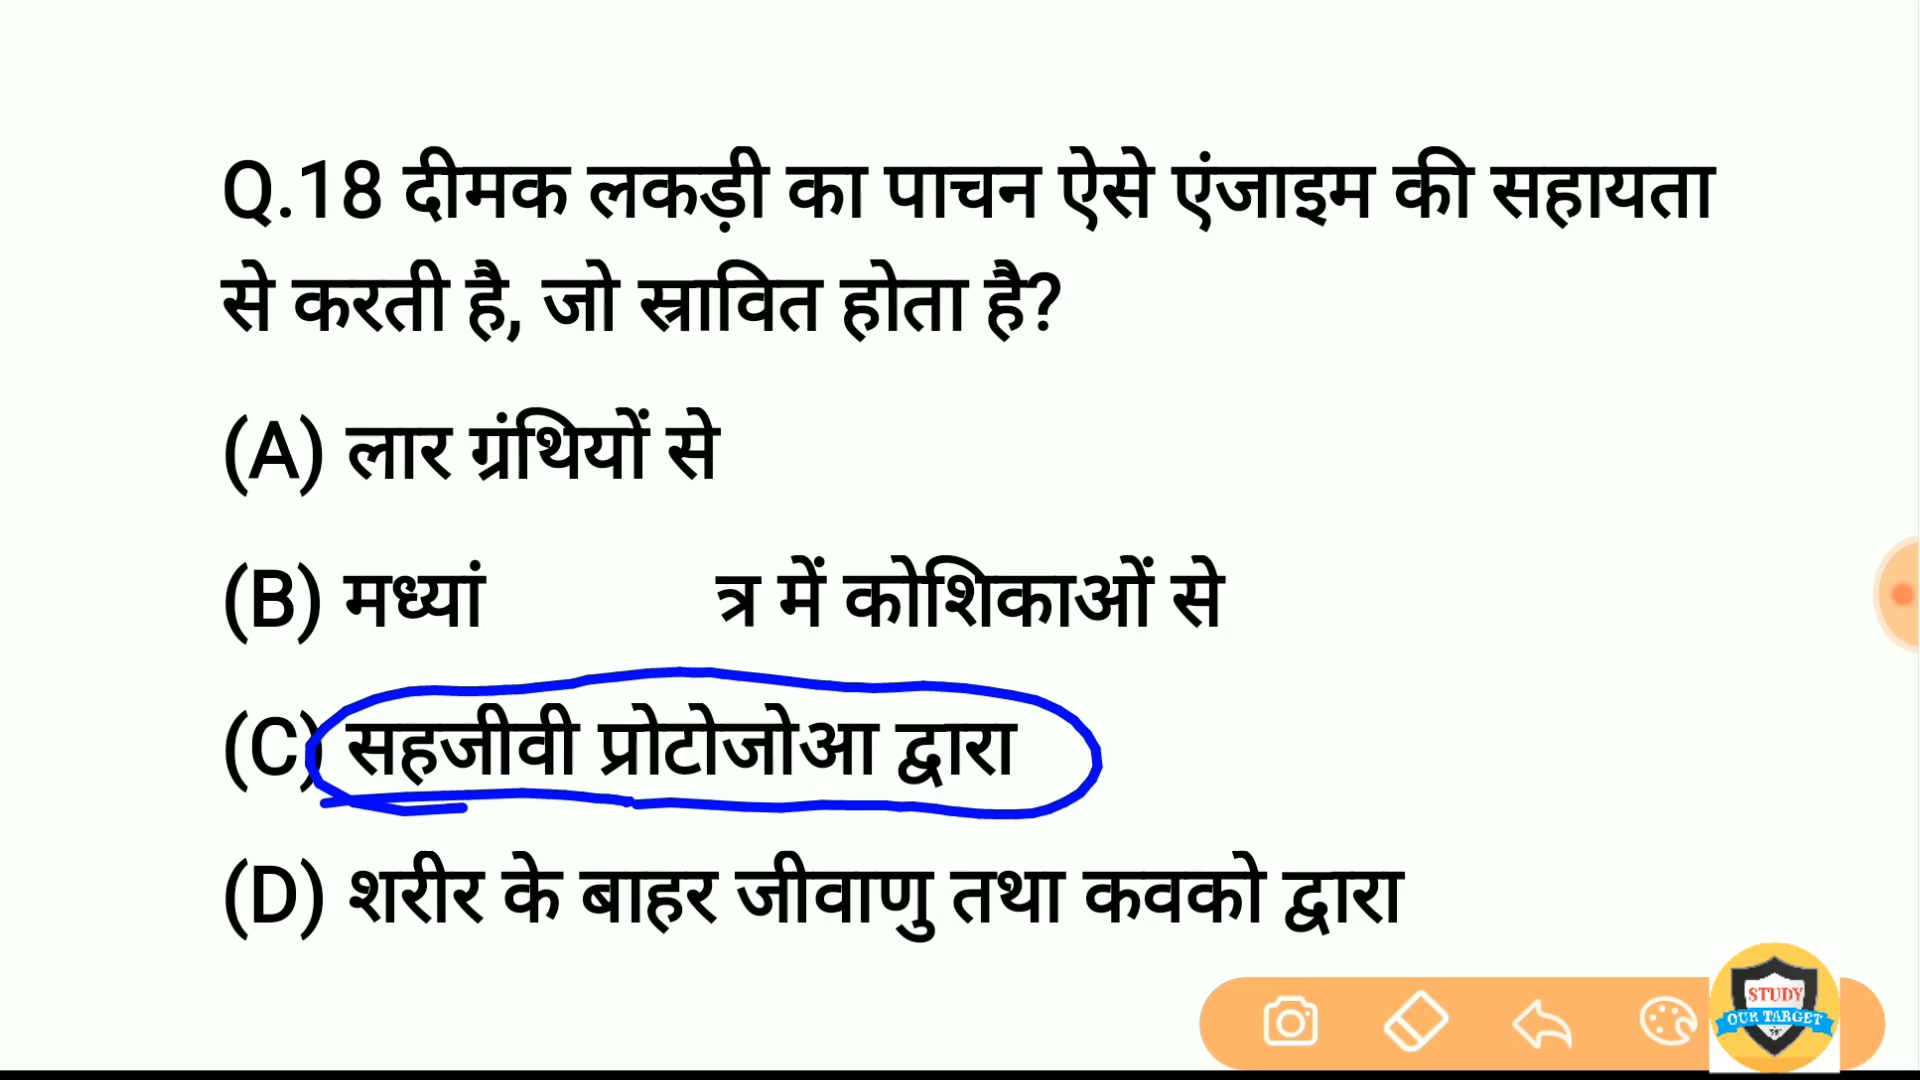 Q.18 दीमक लकड़ी का पाचन ऐसे एंजाइम की सहायता
से करती है, जो स्रावित होता है?
(A) लार ग्रंथियों से
(B) मध्यां त्र में कोशिकाओं से
(C) सहजीवी प्रोटोजोआ द्वारा
(D) शरीर के बाहर जीवाणु तथा कवको द्वारा
STUDY
OUR TARGET